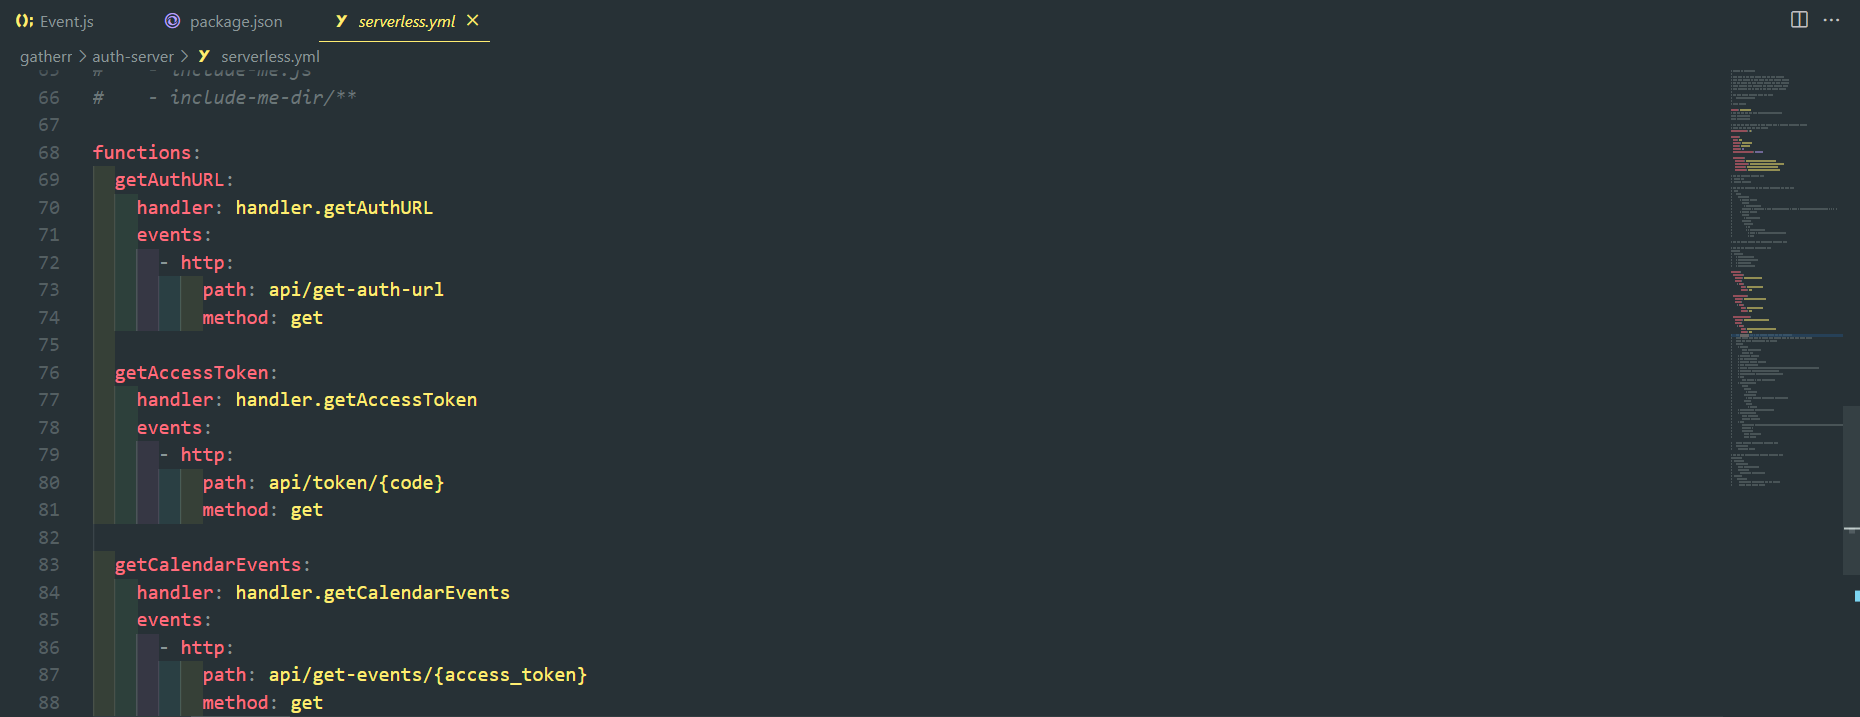 Event.js package.json serverless.yml
gatherr > auth-server > serverless.yml
65 # - include-me.js
66 # - include-me-dir/**
67
68 functions:
69 getAuthURL:
70 handler: handler.getAuthURL
71 events:
72 - http:
73 path: api/get-auth-url
74 method: get
75
76 getAccessToken:
77 handler: handler.getAccessToken
78 events:
79 - http:
80 path: api/token/{code}
81 method: get
82
83 getCalendarEvents:
84 handler: handler.getCalendarEvents
85 events:
86 - http:
87 path: api/get-events/{access_token}
88 method: get